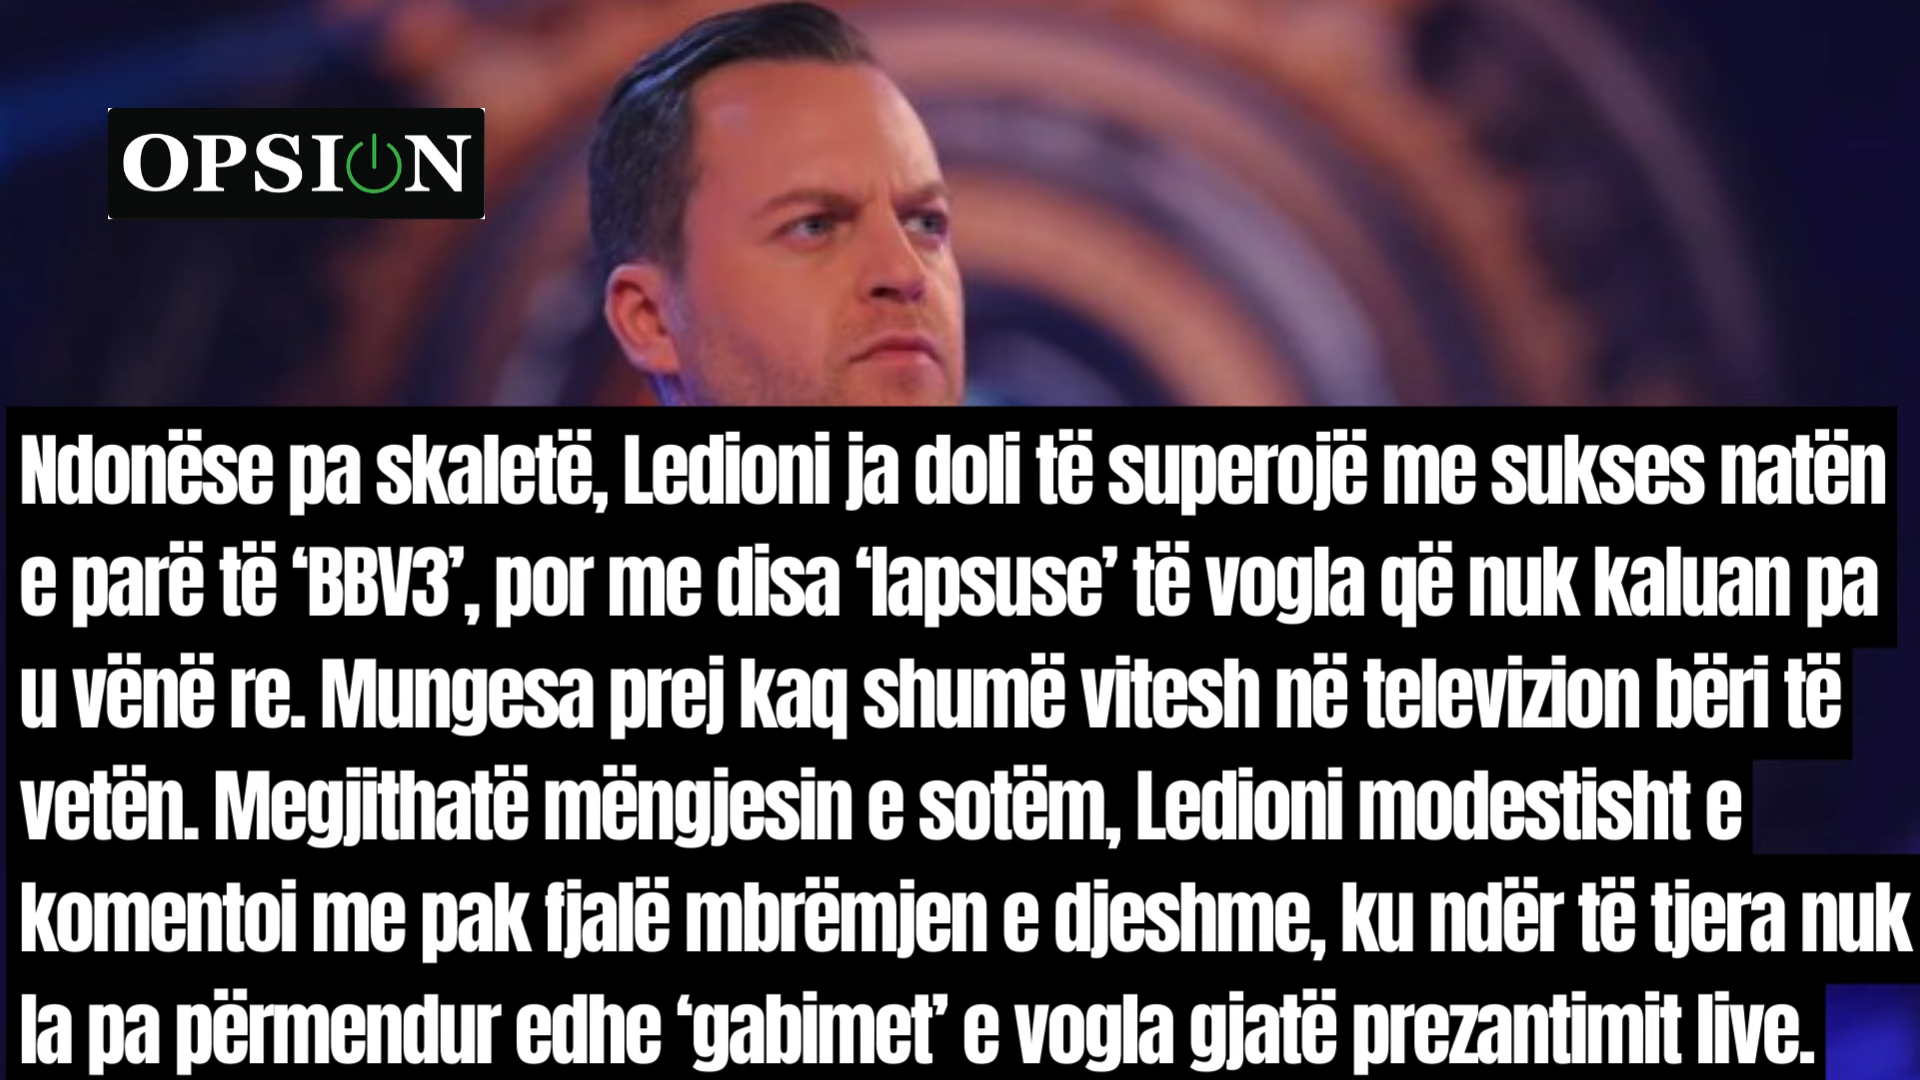 OPSION
Ndonëse pa skaletë, Ledioni ja doli të superojë me sukses natën
e parë të ‘BBV3’, por me disa ‘lapsuse’ të vogla që nuk kaluan pa
u vënë re. Mungesa prej kaq shumë vitesh në televizion bëri të
vetën. Megjithatë mëngjesin e sotëm, Ledioni modestisht e
komentoi me pak fjalë mbrëmjen e djeshme, ku ndër të tjera nuk
la pa përmendur edhe ‘gabimet’ e vogla gjatë prezantimit live.